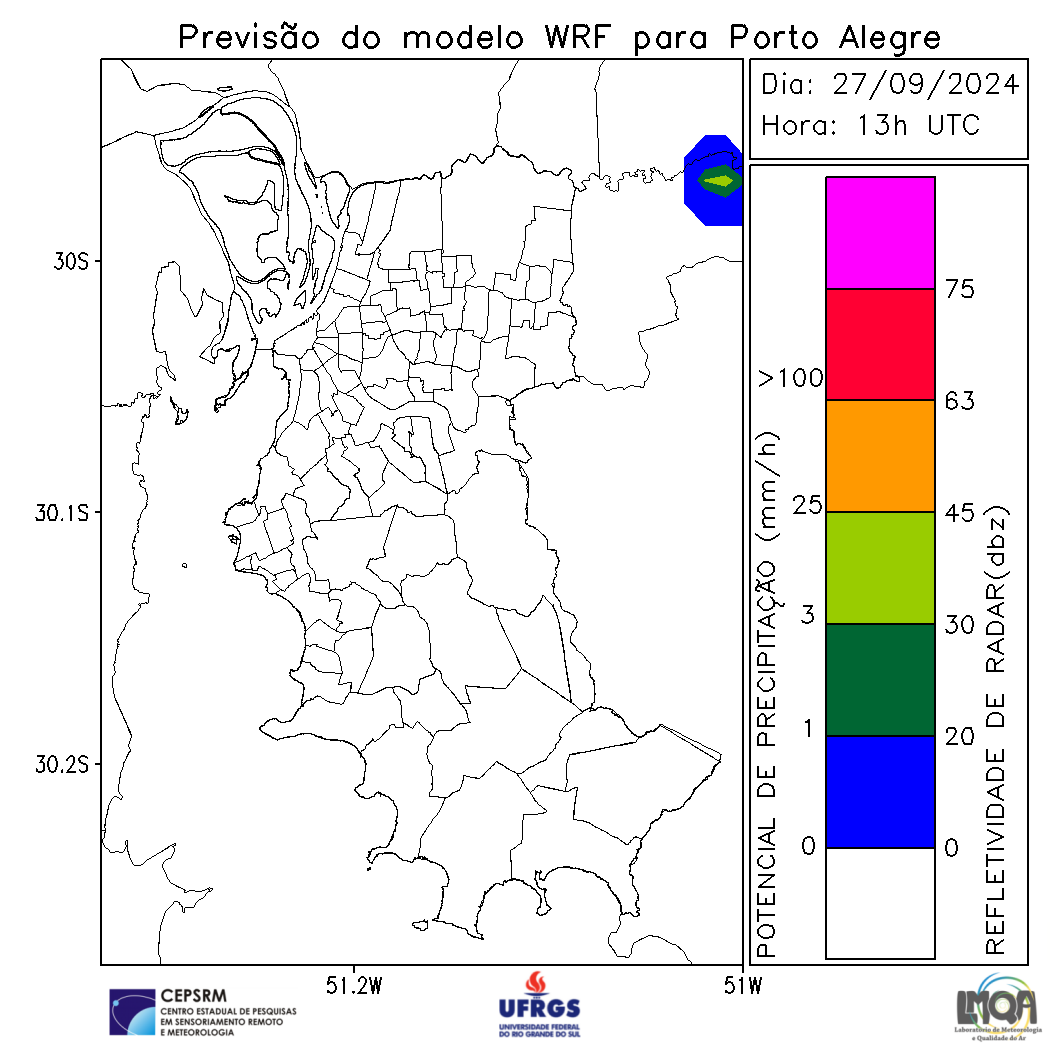 Previsão do modelo WRF para Porto Alegre
Dia: 27/09/2024
Hora: 13h UTC
30S
30.1S
30.2S
51.2W
51W
POTENCIAL DE PRECIPITAÇÃO (mm/h)
>100
25
3
1
0
75
63
45
30
20
0
REFLETIVIDADE DE RADAR(dbz)
CEPSRM
CENTRO ESTADUAL DE PESQUISAS
EM SENSORIAMENTO REMOTO
E METEOROLOGIA
UFRGS
UNIVERSIDADE FEDERAL
DO RIO GRANDE DO SUL
LMQA
Laboratório de Meteorologia
e Qualidade do Ar